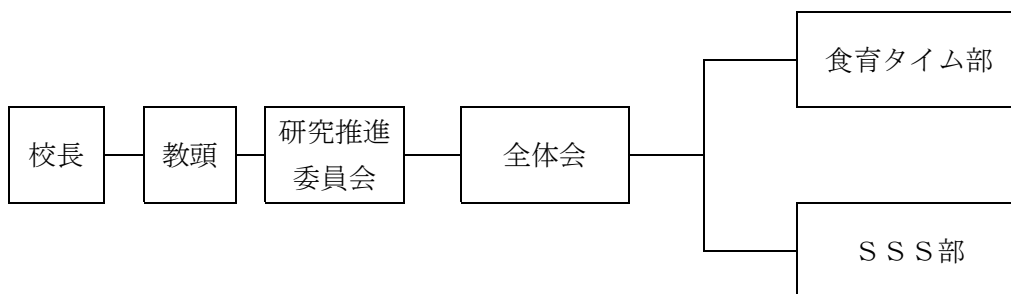 校長
教頭
研究推進
委員会
全体会
食育タイム部
ＳＳＳ部